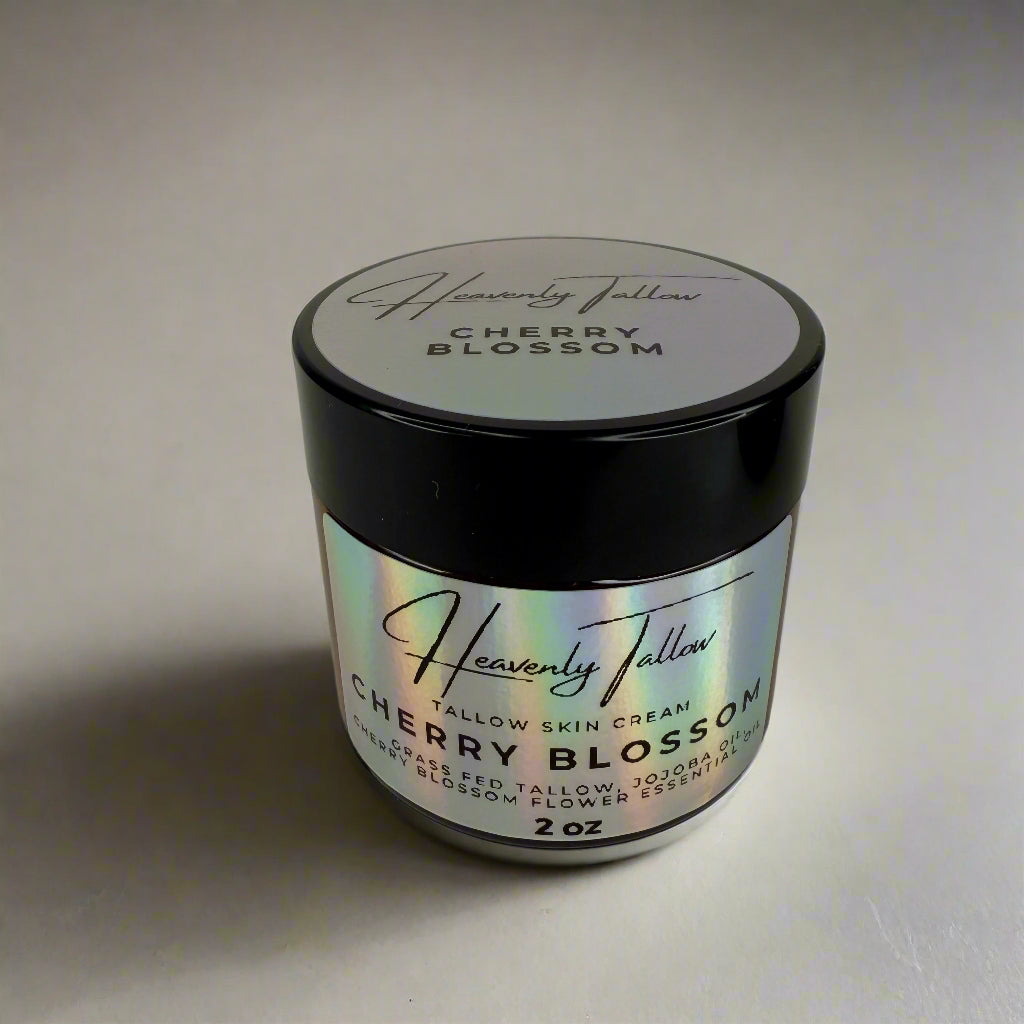 Heavenly Tallow
CHERRY
BLOSSOM
Heavenly Tallow
TALLOW SKIN CREAM
CHERRY BLOSSOM
GRASS FED TALLOW, JOJOBA OIL,
CHERRY BLOSSOM FLOWER ESSENTIAL OIL
2 oz